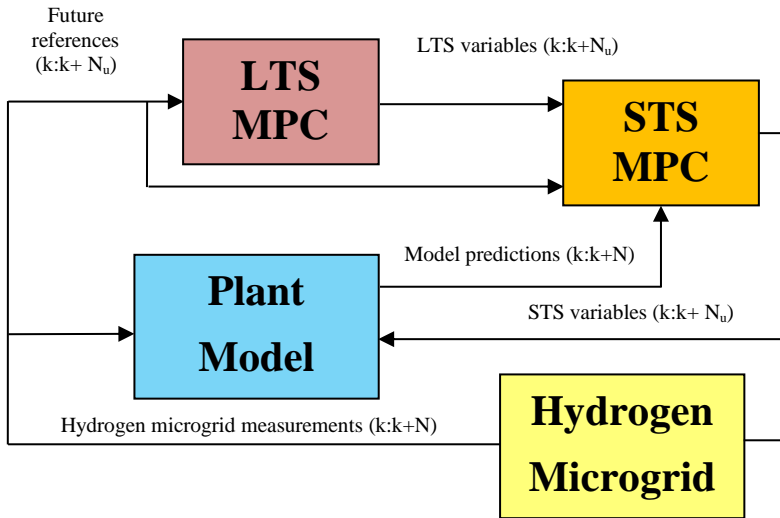 Future
references
(k:k+ Nᵤ)
LTS variables (k:k+Nᵤ)
LTS
MPC
STS
MPC
Model predictions (k:k+N)
Plant
Model
STS variables (k:k+ Nᵤ)
Hydrogen microgrid measurements (k:k+N)
Hydrogen
Microgrid